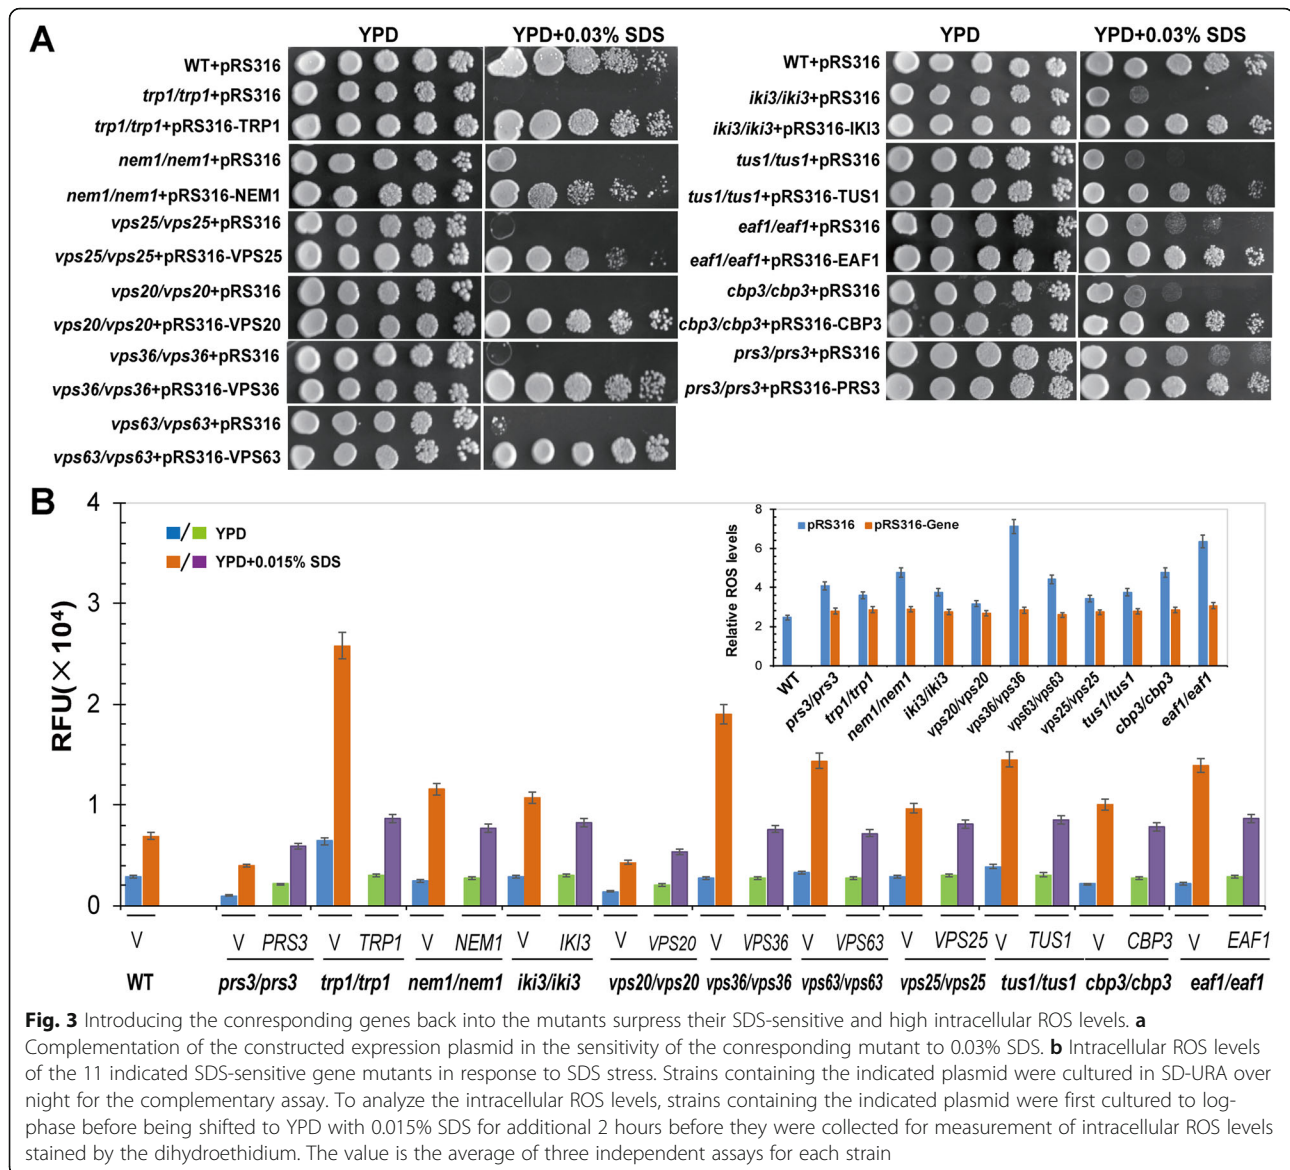 A
YPD
YPD+0.03% SDS
WT+pRS316
trp1/trp1+pRS316
trp1/trp1+pRS316-TRP1
nem1/nem1+pRS316
nem1/nem1+pRS316-NEM1
vps25/vps25+pRS316
vps25/vps25+pRS316-VPS25
vps20/vps20+pRS316
vps20/vps20+pRS316-VPS20
vps36/vps36+pRS316
vps36/vps36+pRS316-VPS36
vps63/vps63+pRS316
vps63/vps63+pRS316-VPS63
YPD
YPD+0.03% SDS
WT+pRS316
iki3/iki3+pRS316
iki3/iki3+pRS316-IKI3
tus1/tus1+pRS316
tus1/tus1+pRS316-TUS1
eaf1/eaf1+pRS316
eaf1/eaf1+pRS316-EAF1
cbp3/cbp3+pRS316
cbp3/cbp3+pRS316-CBP3
prs3/prs3+pRS316
prs3/prs3+pRS316-PRS3
B
RFU(×10⁴)
4
3
2
1
0
/ YPD
/ YPD+0.015% SDS
Relative ROS levels
8
6
4
2
0
pRS316 pRS316-Gene
WT prs3/prs3 trp1/trp1 nem1/nem1 iki3/iki3 vps20/vps20 vps36/vps36 vps63/vps63 vps25/vps25 tus1/tus1 cbp3/cbp3 eaf1/eaf1
V V PRS3 V TRP1 V NEM1 V IKI3 V VPS20 V VPS36 V VPS63 V VPS25 V TUS1 V CBP3 V EAF1
WT prs3/prs3 trp1/trp1 nem1/nem1 iki3/iki3 vps20/vps20 vps36/vps36 vps63/vps63 vps25/vps25 tus1/tus1 cbp3/cbp3 eaf1/eaf1
Fig. 3 Introducing the conresponding genes back into the mutants surpress their SDS-sensitive and high intracellular ROS levels. a
Complementation of the constructed expression plasmid in the sensitivity of the conresponding mutant to 0.03% SDS. b Intracellular ROS levels
of the 11 indicated SDS-sensitive gene mutants in response to SDS stress. Strains containing the indicated plasmid were cultured in SD-URA over
night for the complementary assay. To analyze the intracellular ROS levels, strains containing the indicated plasmid were first cultured to log-
phase before being shifted to YPD with 0.015% SDS for additional 2 hours before they were collected for measurement of intracellular ROS levels
stained by the dihydroethidium. The value is the average of three independent assays for each strain